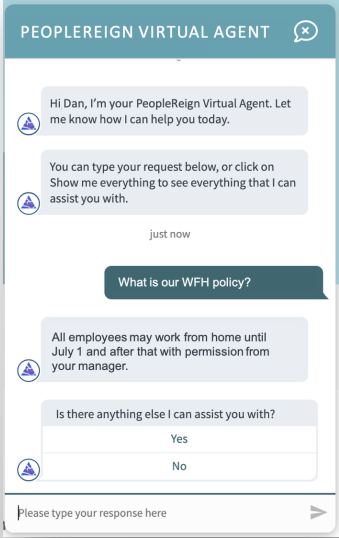 PEOPLEREIGN VIRTUAL AGENT
Hi Dan, I'm your PeopleReign Virtual Agent. Let
me know how I can help you today.
You can type your request below, or click on
Show me everything to see everything that I can
assist you with.
just now
What is our WFH policy?
All employees may work from home until
July 1 and after that with permission from
your manager.
Is there anything else I can assist you with?
Yes
No
Please type your response here